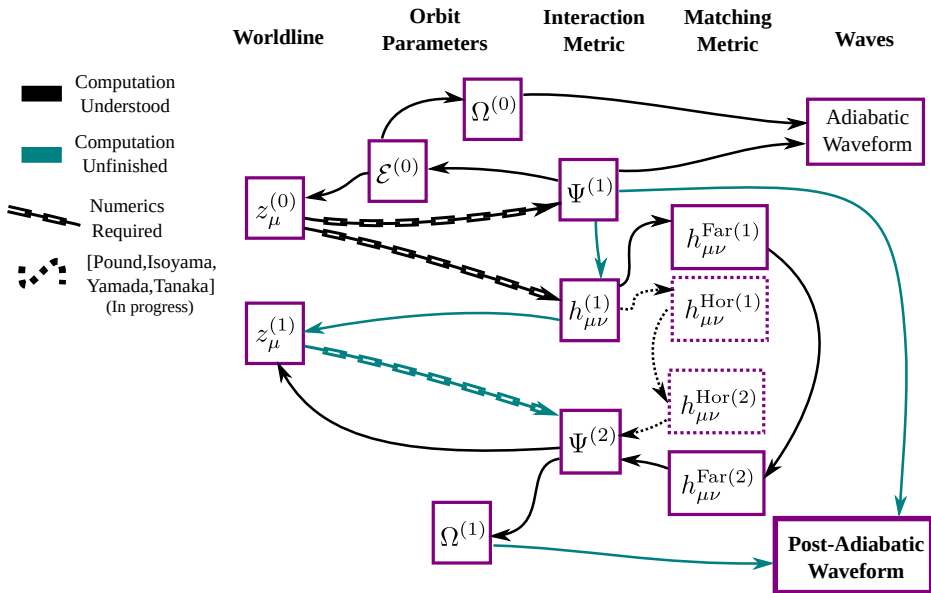 Worldline
Orbit
Parameters
Interaction
Metric
Matching
Metric
Waves
Computation
Understood
Computation
Unfinished
Numerics
Required
[Pound,Isoyama,
Yamada,Tanaka]
(In progress)
Ω^(0)
Adiabatic
Waveform
ℰ^(0)
Ψ^(1)
z_μ^(0)
h_μν^Far(1)
h_μν^(1)
h_μν^Hor(1)
z_μ^(1)
h_μν^Hor(2)
Ψ^(2)
h_μν^Far(2)
Ω^(1)
Post-Adiabatic
Waveform